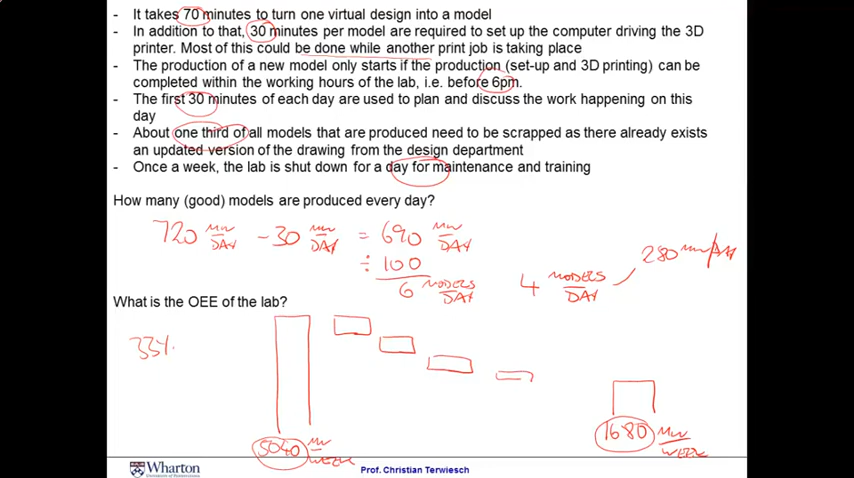 - It takes 70 minutes to turn one virtual design into a model
- In addition to that, 30 minutes per model are required to set up the computer driving the 3D
printer. Most of this could be done while another print job is taking place
- The production of a new model only starts if the production (set-up and 3D printing) can be
completed within the working hours of the lab, i.e. before 6pm.
- The first 30 minutes of each day are used to plan and discuss the work happening on this
day
- About one third of all models that are produced need to be scrapped as there already exists
an updated version of the drawing from the design department
- Once a week, the lab is shut down for a day for maintenance and training
How many (good) models are produced every day?
720 MIN/DAY - 30 MIN/DAY = 690 MIN/DAY
÷ 100
6 MODELS/DAY
4 MODELS/DAY
280 MIN/DAY
What is the OEE of the lab?
33%
5040 MIN/WEEK
1680 MIN/WEEK
Wharton
Prof. Christian Terwiesch